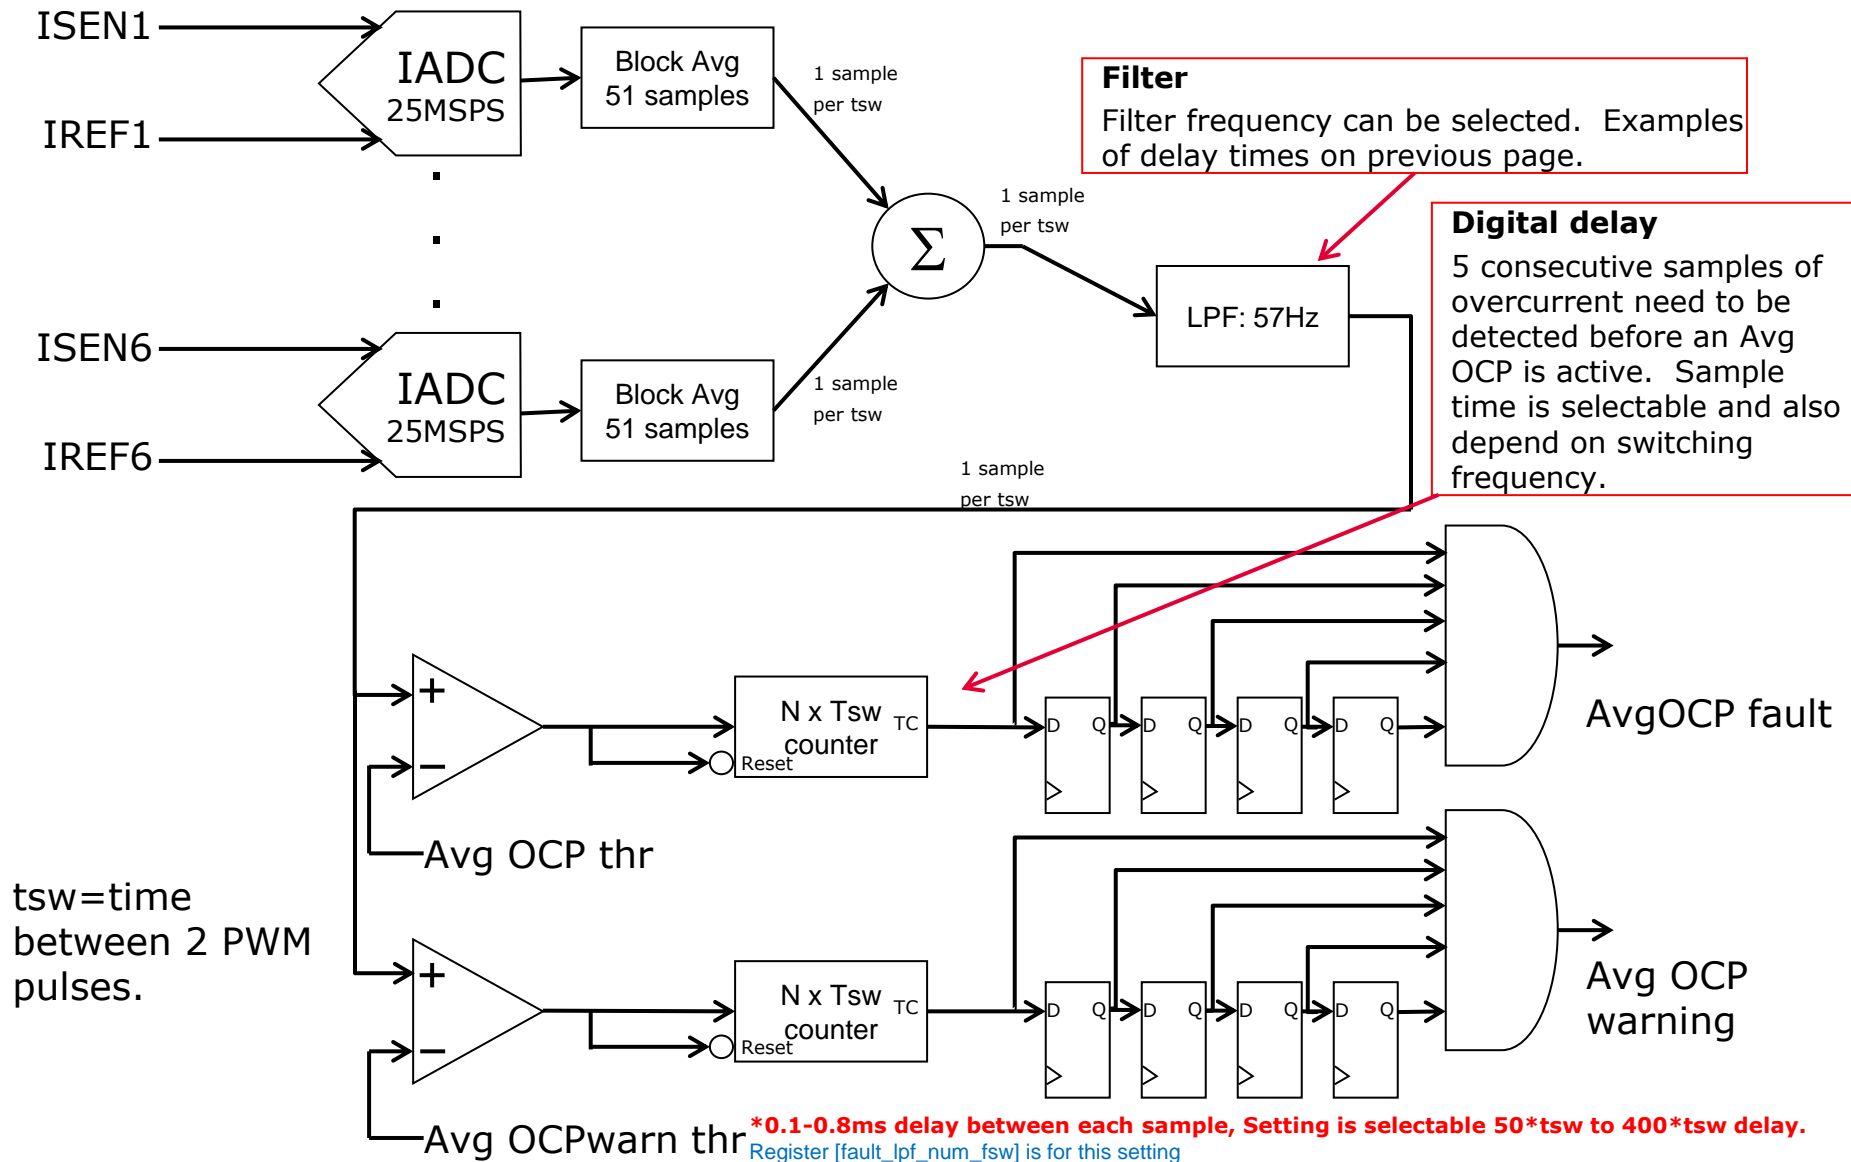 ISEN1
IADC
25MSPS
IREF1
Block Avg
51 samples
1 sample
per tsw
Filter
Filter frequency can be selected.  Examples
of delay times on previous page.
1 sample
per tsw
Σ
LPF: 57Hz
Digital delay
5 consecutive samples of
overcurrent need to be
detected before an Avg
OCP is active.  Sample
time is selectable and also
depend on switching
frequency.
ISEN6
IADC
25MSPS
IREF6
Block Avg
51 samples
1 sample
per tsw
1 sample
per tsw
+
−
N x Tsw
counter
TC
Reset
D Q
D Q
D Q
D Q
AvgOCP fault
Avg OCP thr
tsw=time
between 2 PWM
pulses.
+
−
N x Tsw
counter
TC
Reset
D Q
D Q
D Q
D Q
Avg OCP
warning
Avg OCPwarn thr
*0.1-0.8ms delay between each sample, Setting is selectable 50*tsw to 400*tsw delay.
Register [fault_lpf_num_fsw] is for this setting